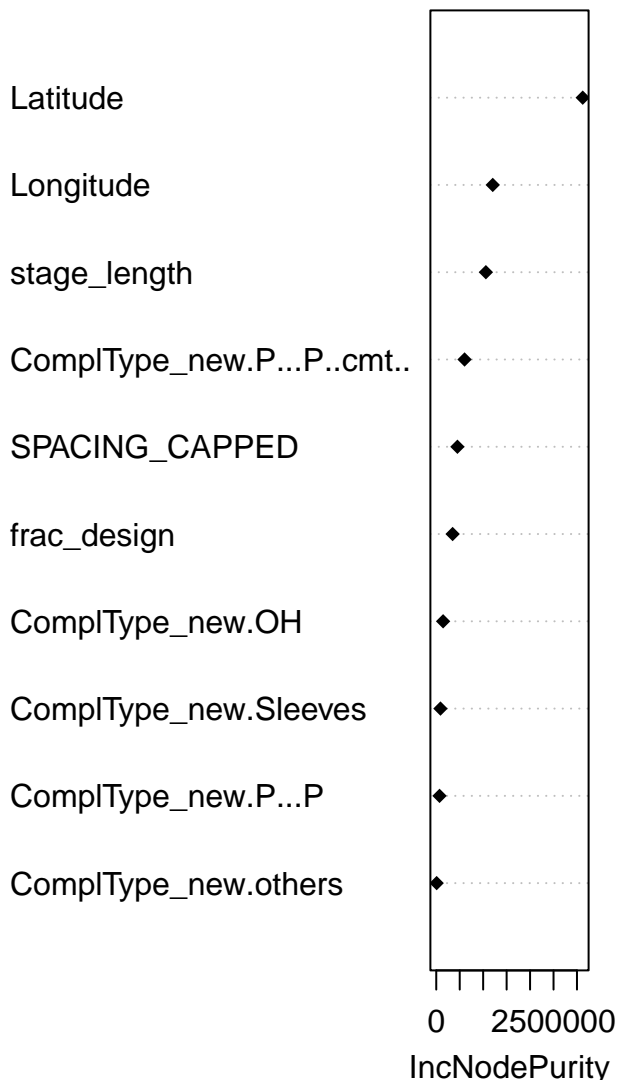 Latitude
Longitude
stage_length
ComplType_new.P...P..cmt..
SPACING_CAPPED
frac_design
ComplType_new.OH
ComplType_new.Sleeves
ComplType_new.P...P
ComplType_new.others
0 2500000
IncNodePurity